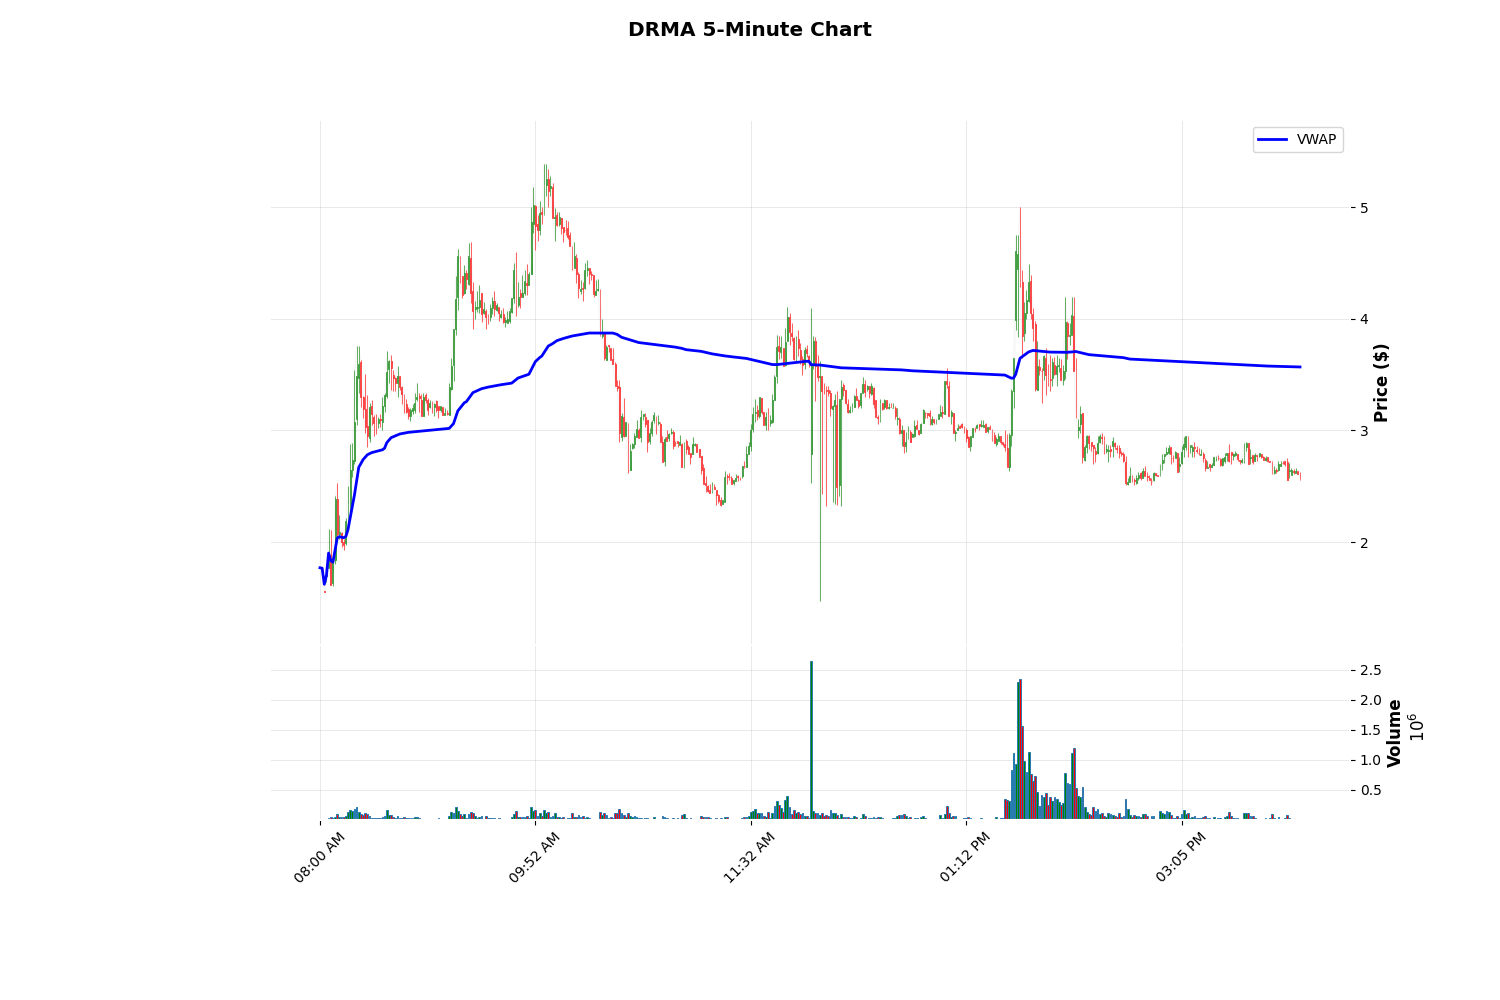 DRMA 5-Minute Chart
VWAP
5
4
3
2
Price ($)
2.5
2.0
1.5
1.0
0.5
Volume
10^6
08:00 AM
09:52 AM
11:32 AM
01:12 PM
03:05 PM